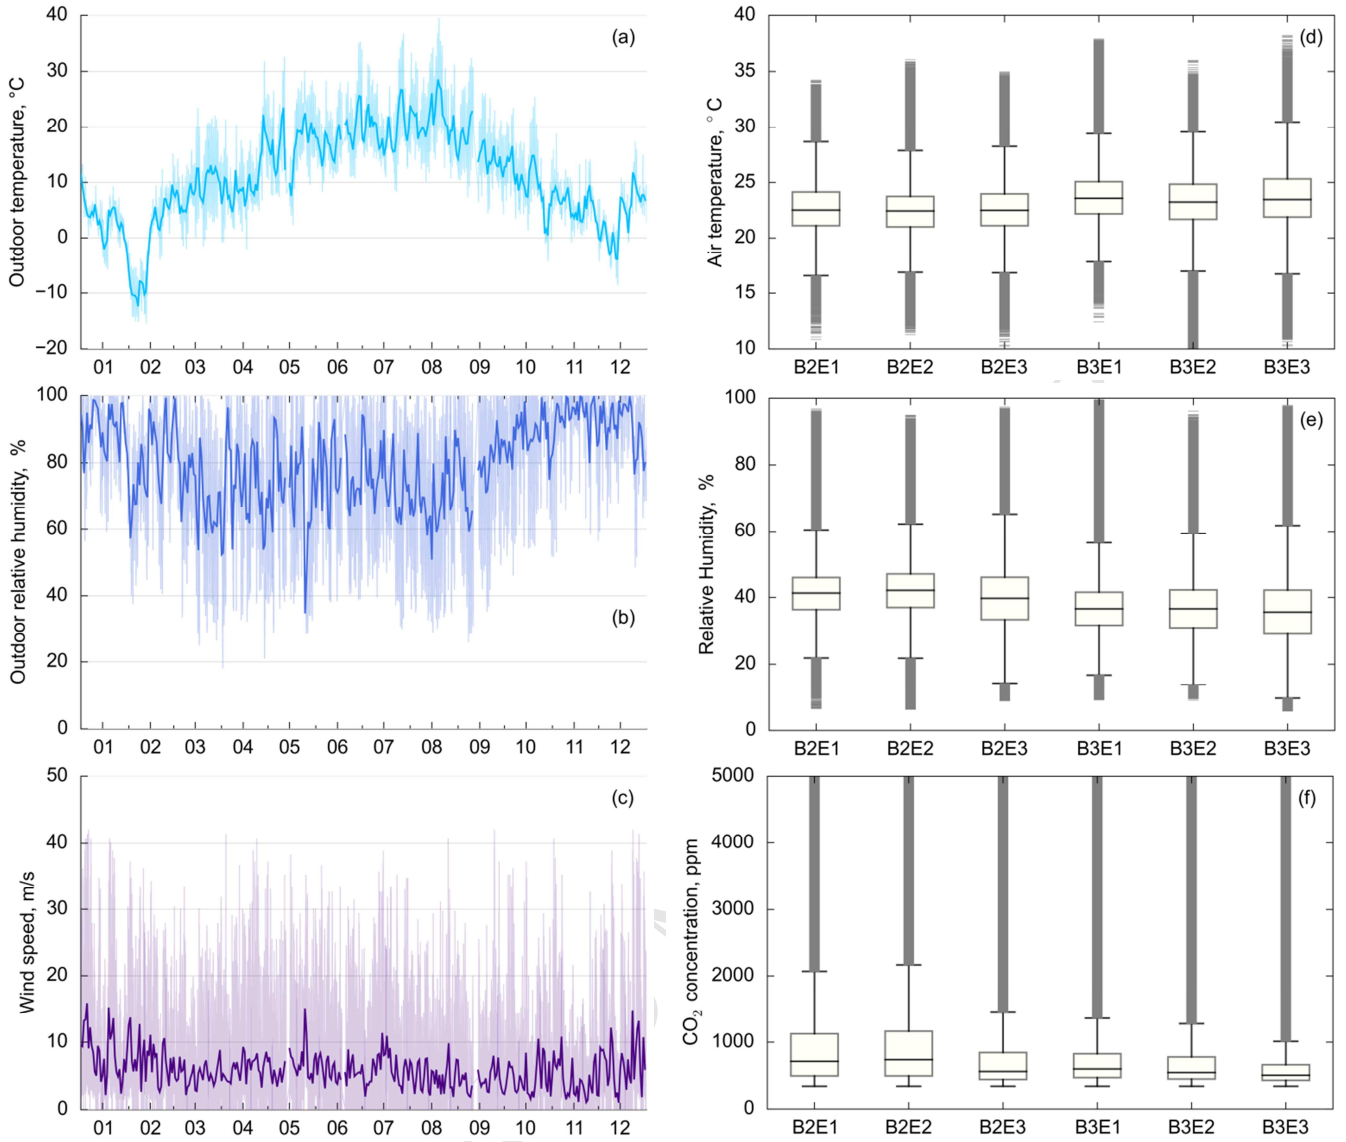 (a)
Outdoor temperature, °C
40
30
20
10
0
−10
−20
01 02 03 04 05 06 07 08 09 10 11 12
(b)
Outdoor relative humidity, %
100
80
60
40
20
0
01 02 03 04 05 06 07 08 09 10 11 12
(c)
Wind speed, m/s
50
40
30
20
10
0
01 02 03 04 05 06 07 08 09 10 11 12
(d)
Air temperature, °C
40
35
30
25
20
15
10
B2E1 B2E2 B2E3 B3E1 B3E2 B3E3
(e)
Relative Humidity, %
100
80
60
40
20
0
B2E1 B2E2 B2E3 B3E1 B3E2 B3E3
(f)
CO₂ concentration, ppm
5000
4000
3000
2000
1000
0
B2E1 B2E2 B2E3 B3E1 B3E2 B3E3